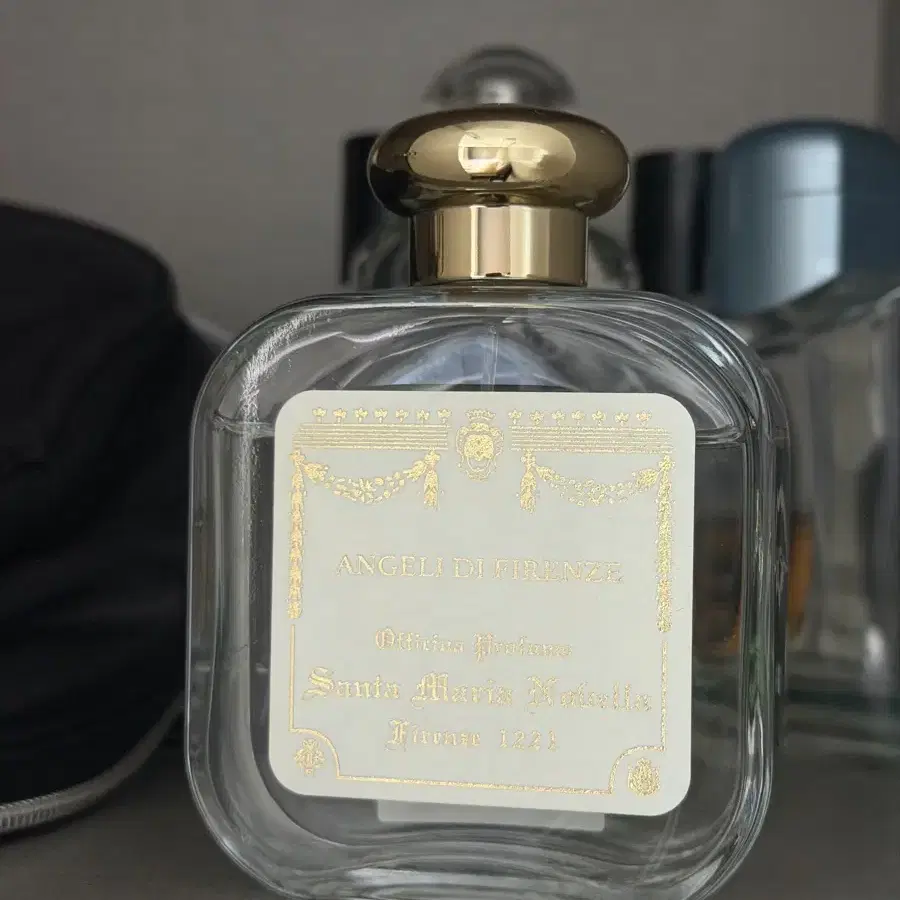 ANGELI DI FIRENZE
Officina Profumo
Santa Maria Novella
Firenze 1221